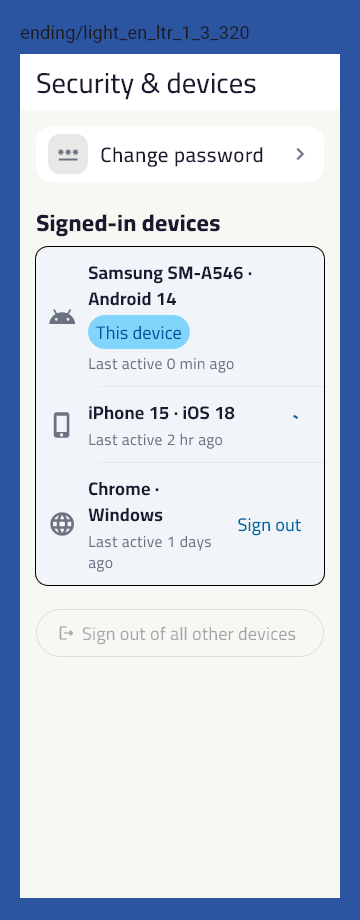 ending/light_en_ltr_1_3_320
Security & devices
Change password
Signed-in devices
Samsung SM-A546 ·
Android 14
This device
Last active 0 min ago
iPhone 15 · iOS 18
Last active 2 hr ago
Chrome ·
Windows
Sign out
Last active 1 days
ago
Sign out of all other devices